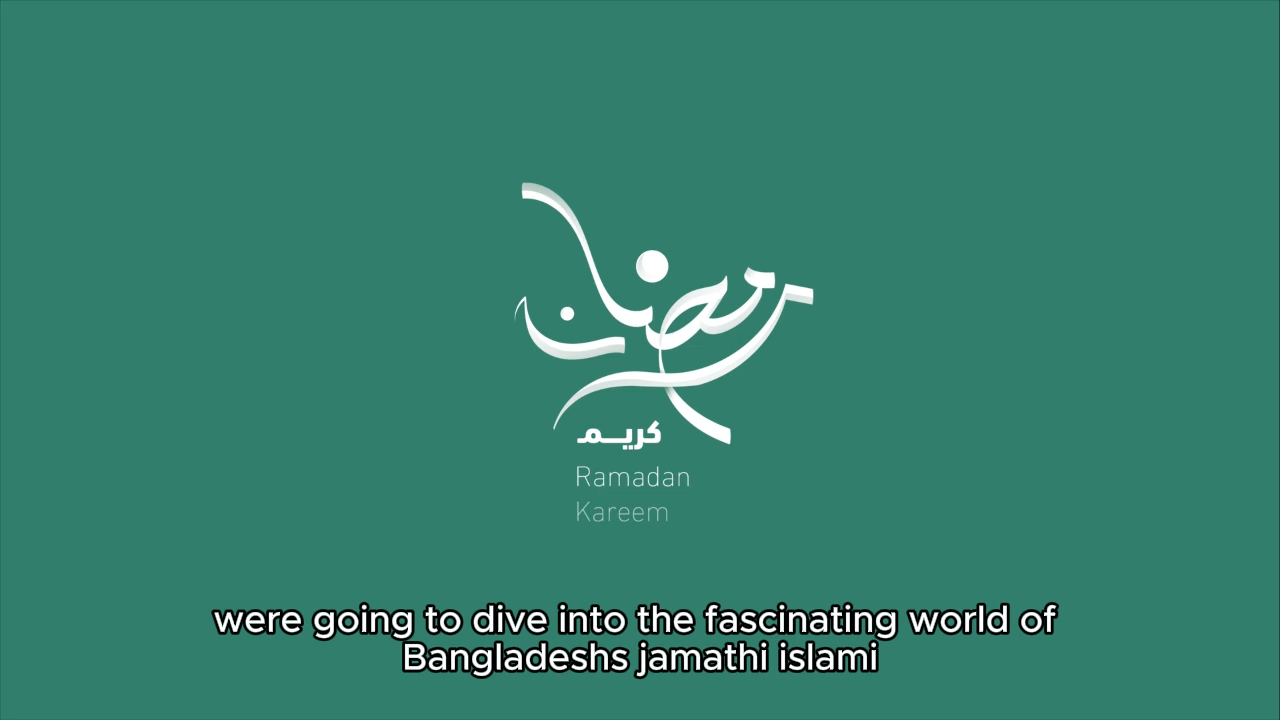 رمضان
كريم
Ramadan
Kareem
were going to dive into the fascinating world of
Bangladeshs jamathi islami